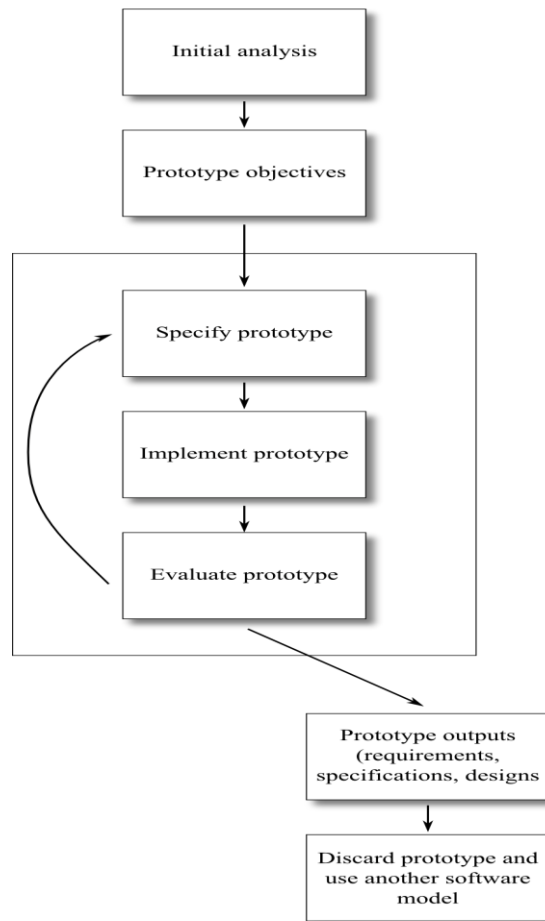 Initial analysis
Prototype objectives
Specify prototype
Implement prototype
Evaluate prototype
Prototype outputs
(requirements,
specifications, designs
Discard prototype and
use another software
model